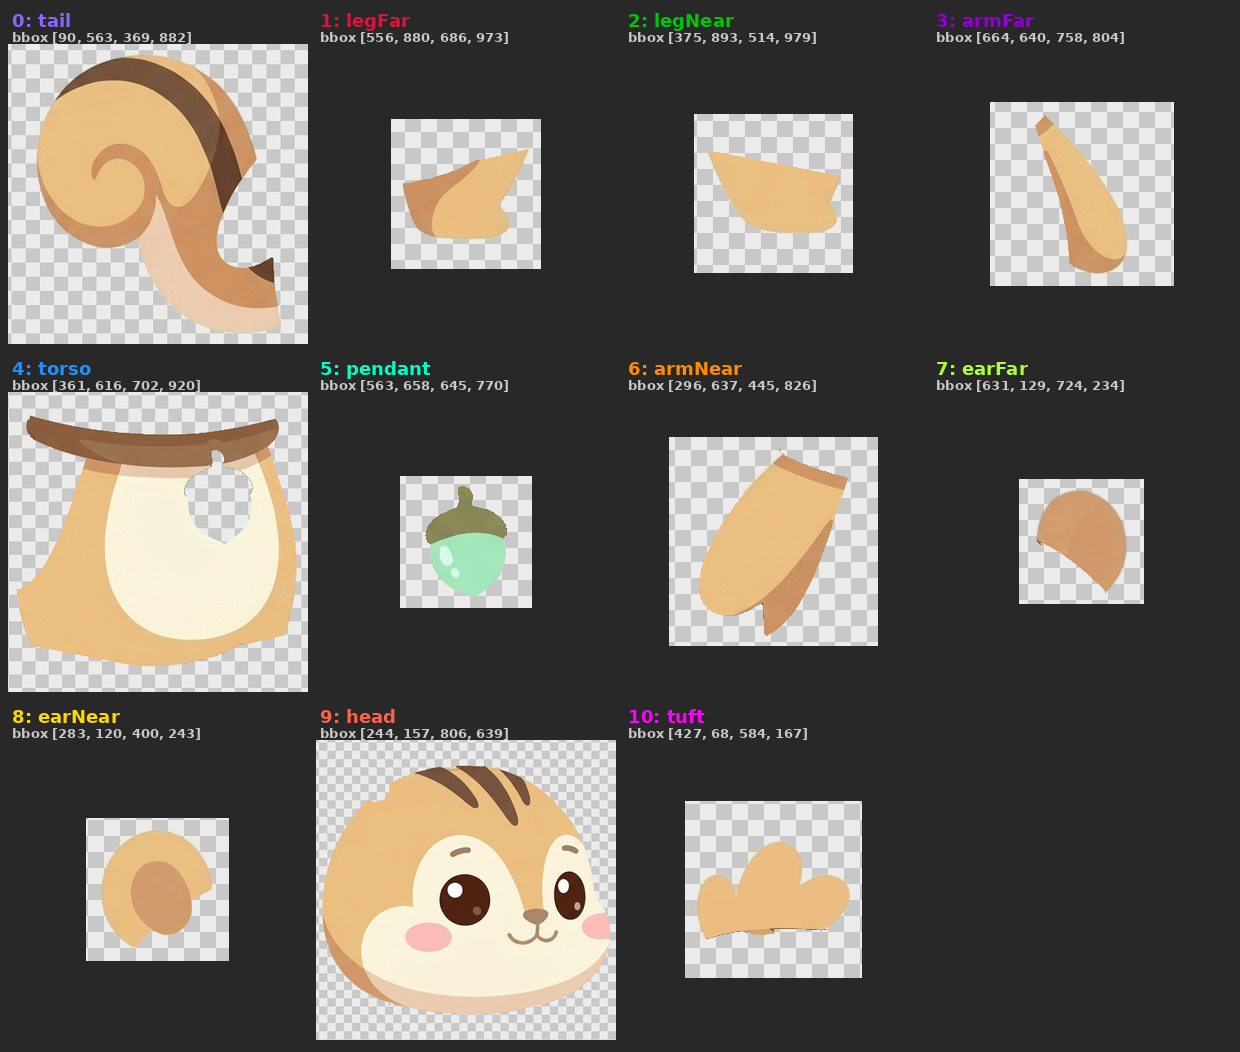 0: tail
bbox [90, 563, 369, 882]
1: legFar
bbox [556, 880, 686, 973]
2: legNear
bbox [375, 893, 514, 979]
3: armFar
bbox [664, 640, 758, 804]
4: torso
bbox [361, 616, 702, 920]
5: pendant
bbox [563, 658, 645, 770]
6: armNear
bbox [296, 637, 445, 826]
7: earFar
bbox [631, 129, 724, 234]
8: earNear
bbox [283, 120, 400, 243]
9: head
bbox [244, 157, 806, 639]
10: tuft
bbox [427, 68, 584, 167]